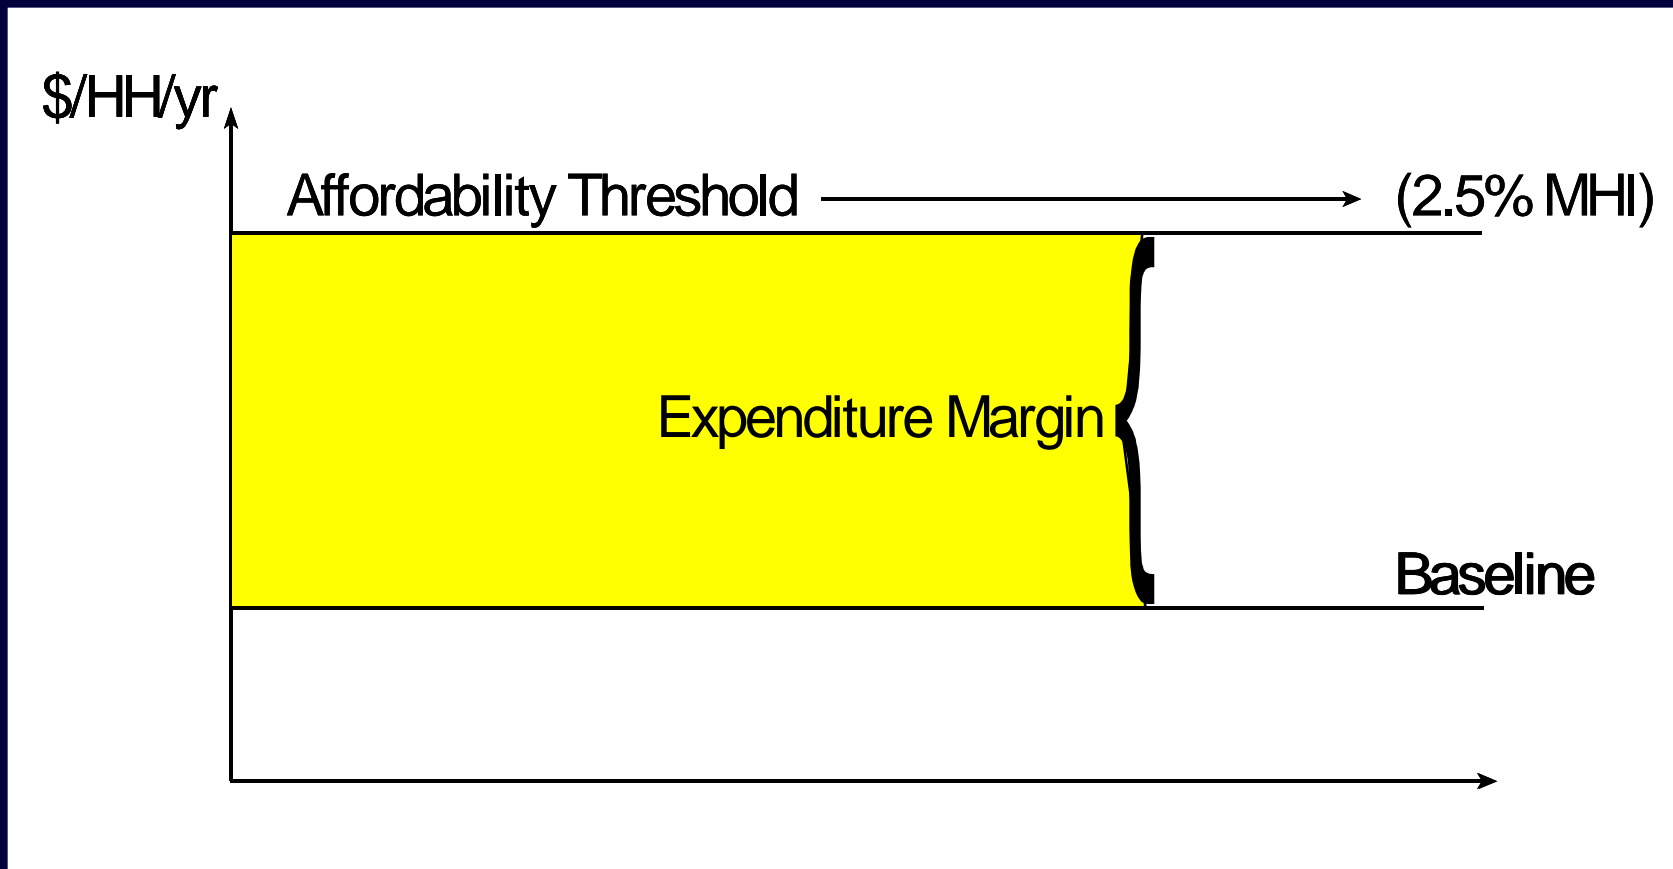 $/HH/yr
Affordability Threshold (2.5% MHI)
Expenditure Margin
Baseline